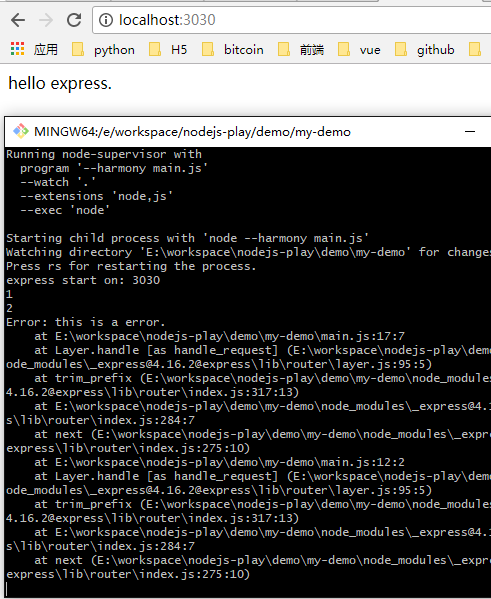 localhost:3030
应用 python H5 bitcoin 前端 vue github
hello express.
MINGW64:/e/workspace/nodejs-play/demo/my-demo
Running node-supervisor with
program '--harmony main.js'
--watch '.'
--extensions 'node,js'
--exec 'node'
Starting child process with 'node --harmony main.js'
Watching directory 'E:\workspace\nodejs-play\demo\my-demo' for changes
Press rs for restarting the process.
express start on: 3030
1
2
Error: this is a error.
at E:\workspace\nodejs-play\demo\my-demo\main.js:17:7
at Layer.handle [as handle_request] (E:\workspace\nodejs-play\demo
ode_modules\_express@4.16.2@express\lib\router\layer.js:95:5)
at trim_prefix (E:\workspace\nodejs-play\demo\my-demo\node_modules
4.16.2@express\lib\router\index.js:317:13)
at E:\workspace\nodejs-play\demo\my-demo\node_modules\_express@4.1
s\lib\router\index.js:284:7
at next (E:\workspace\nodejs-play\demo\my-demo\node_modules\_expre
express\lib\router\index.js:275:10)
at E:\workspace\nodejs-play\demo\my-demo\main.js:12:2
at Layer.handle [as handle_request] (E:\workspace\nodejs-play\demo
ode_modules\_express@4.16.2@express\lib\router\layer.js:95:5)
at trim_prefix (E:\workspace\nodejs-play\demo\my-demo\node_modules
4.16.2@express\lib\router\index.js:317:13)
at E:\workspace\nodejs-play\demo\my-demo\node_modules\_express@4.1
s\lib\router\index.js:284:7
at next (E:\workspace\nodejs-play\demo\my-demo\node_modules\_expre
express\lib\router\index.js:275:10)